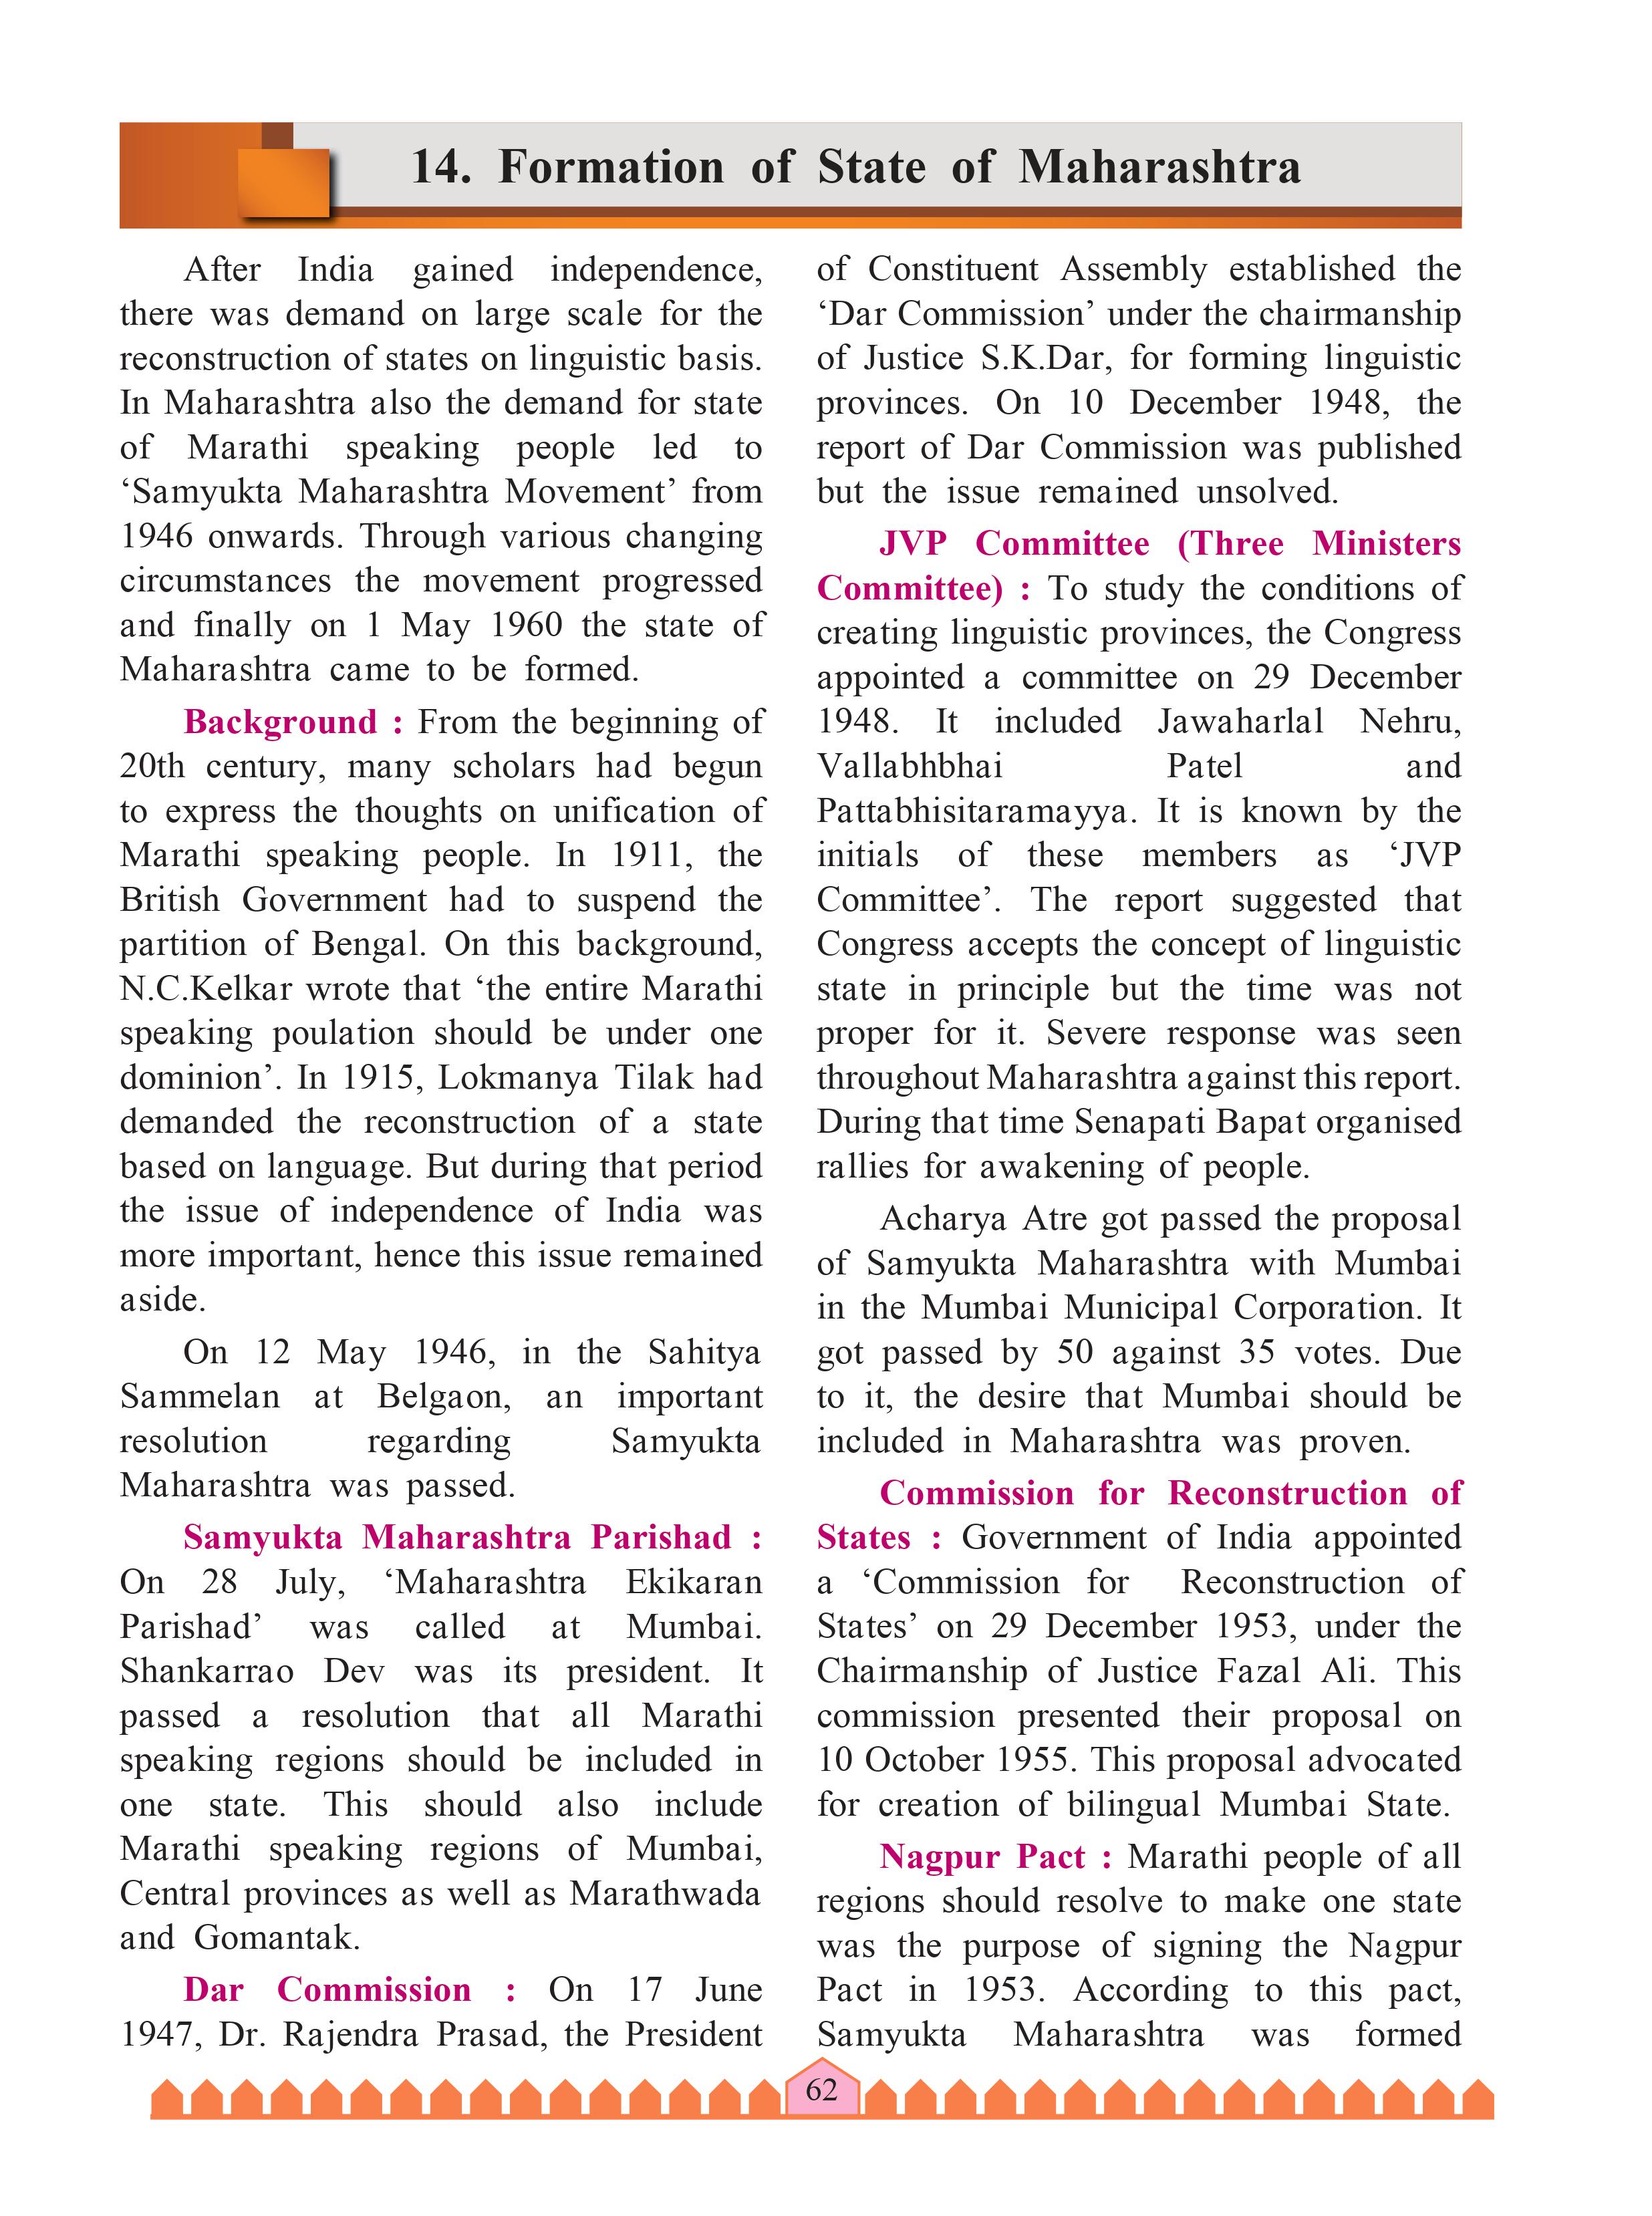 14. Formation of State of Maharashtra
After India gained independence,
there was demand on large scale for the
reconstruction of states on linguistic basis.
In Maharashtra also the demand for state
of Marathi speaking people led to
‘Samyukta Maharashtra Movement’ from
1946 onwards. Through various changing
circumstances the movement progressed
and finally on 1 May 1960 the state of
Maharashtra came to be formed.
Background : From the beginning of
20th century, many scholars had begun
to express the thoughts on unification of
Marathi speaking people. In 1911, the
British Government had to suspend the
partition of Bengal. On this background,
N.C.Kelkar wrote that ‘the entire Marathi
speaking poulation should be under one
dominion’. In 1915, Lokmanya Tilak had
demanded the reconstruction of a state
based on language. But during that period
the issue of independence of India was
more important, hence this issue remained
aside.
On 12 May 1946, in the Sahitya
Sammelan at Belgaon, an important
resolution regarding Samyukta
Maharashtra was passed.
Samyukta Maharashtra Parishad :
On 28 July, ‘Maharashtra Ekikaran
Parishad’ was called at Mumbai.
Shankarrao Dev was its president. It
passed a resolution that all Marathi
speaking regions should be included in
one state. This should also include
Marathi speaking regions of Mumbai,
Central provinces as well as Marathwada
and Gomantak.
Dar Commission : On 17 June
1947, Dr. Rajendra Prasad, the President
of Constituent Assembly established the
‘Dar Commission’ under the chairmanship
of Justice S.K.Dar, for forming linguistic
provinces. On 10 December 1948, the
report of Dar Commission was published
but the issue remained unsolved.
JVP Committee (Three Ministers
Committee) : To study the conditions of
creating linguistic provinces, the Congress
appointed a committee on 29 December
1948. It included Jawaharlal Nehru,
Vallabhbhai Patel and
Pattabhisitaramayya. It is known by the
initials of these members as ‘JVP
Committee’. The report suggested that
Congress accepts the concept of linguistic
state in principle but the time was not
proper for it. Severe response was seen
throughout Maharashtra against this report.
During that time Senapati Bapat organised
rallies for awakening of people.
Acharya Atre got passed the proposal
of Samyukta Maharashtra with Mumbai
in the Mumbai Municipal Corporation. It
got passed by 50 against 35 votes. Due
to it, the desire that Mumbai should be
included in Maharashtra was proven.
Commission for Reconstruction of
States : Government of India appointed
a ‘Commission for Reconstruction of
States’ on 29 December 1953, under the
Chairmanship of Justice Fazal Ali. This
commission presented their proposal on
10 October 1955. This proposal advocated
for creation of bilingual Mumbai State.
Nagpur Pact : Marathi people of all
regions should resolve to make one state
was the purpose of signing the Nagpur
Pact in 1953. According to this pact,
Samyukta Maharashtra was formed
62